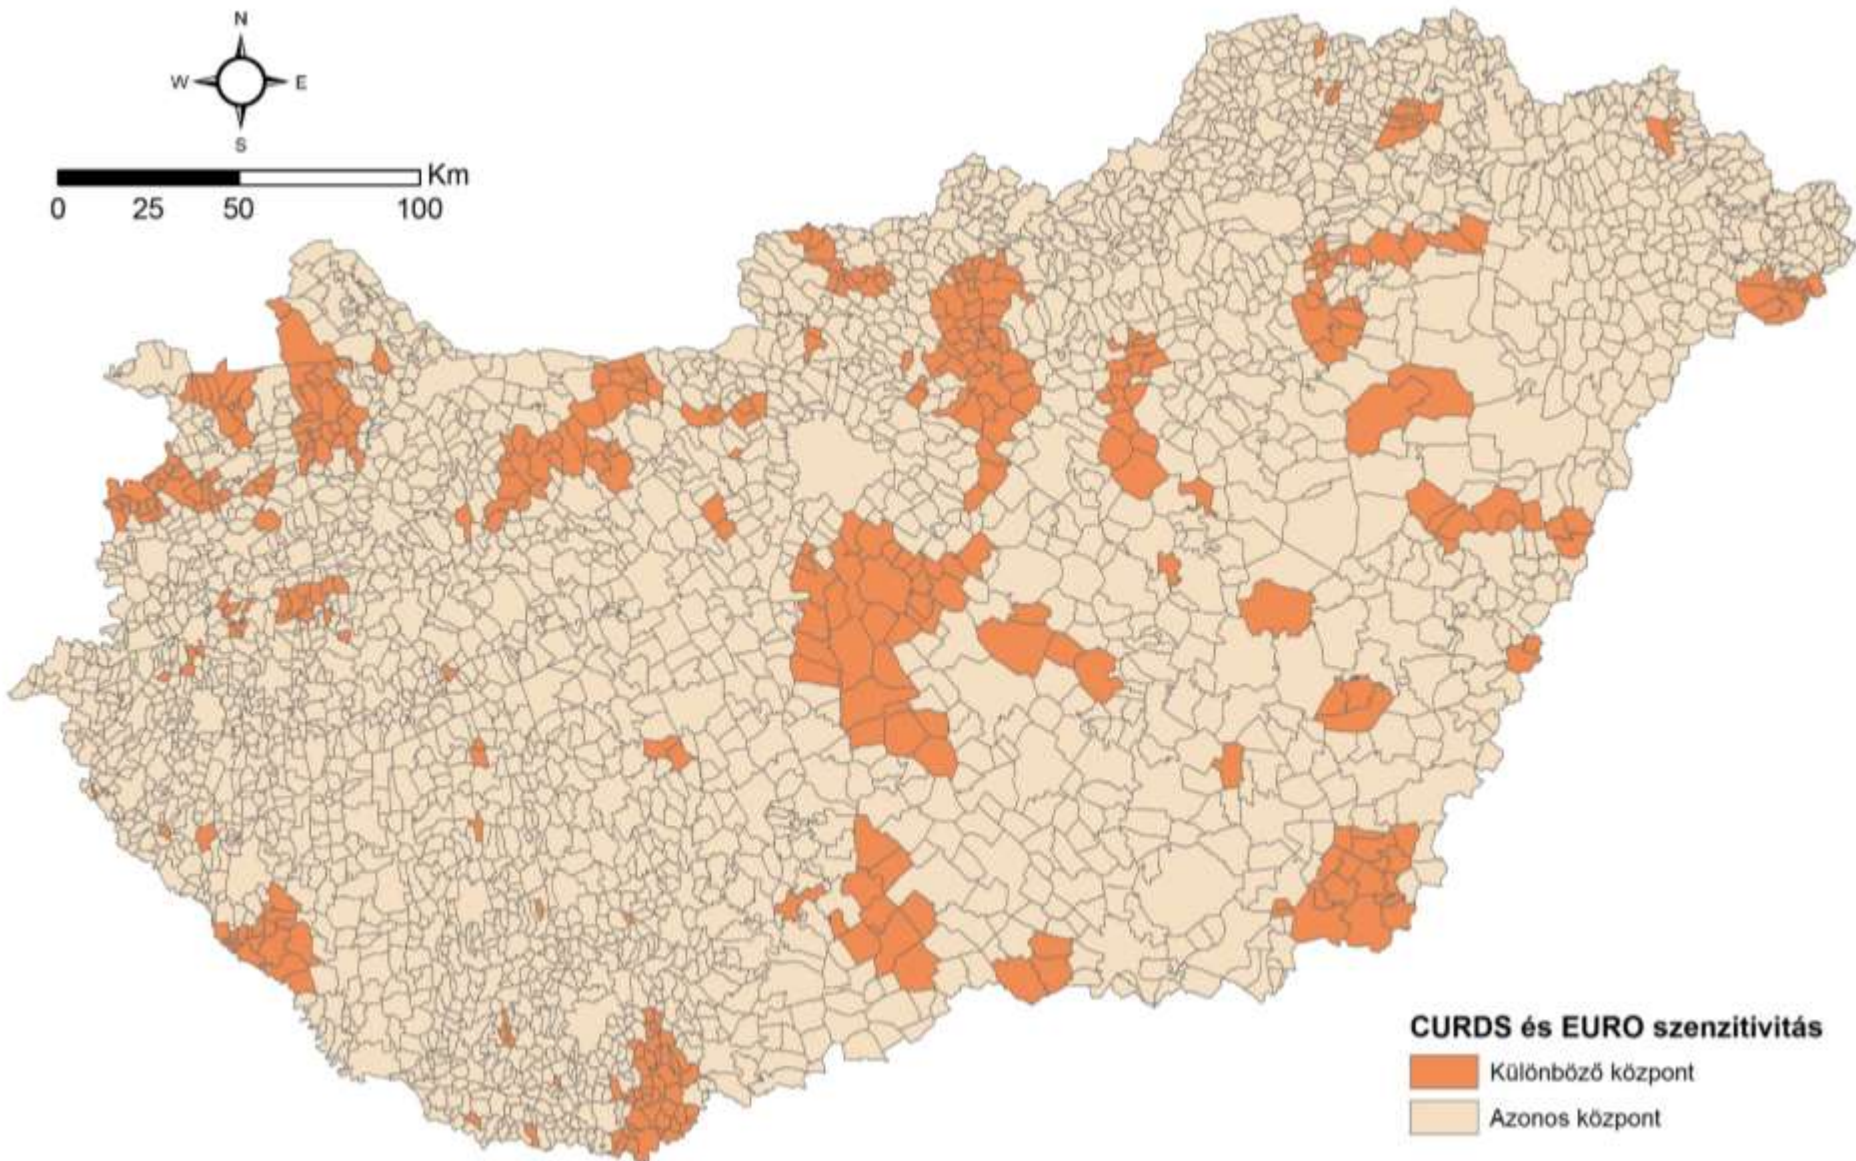 N
W E
S
Km
0 25 50 100
CURDS és EURO szenzitivitás
Különböző központ
Azonos központ